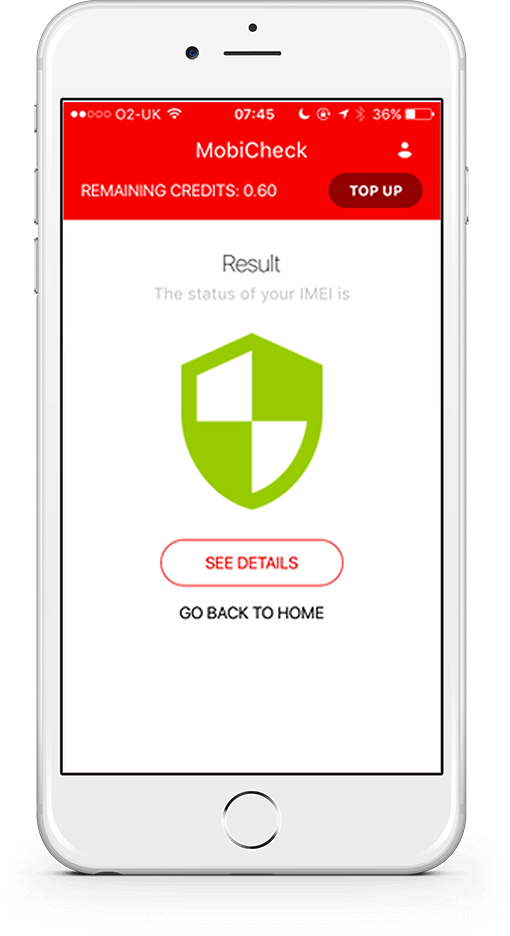 O2-UK 07:45 36%
MobiCheck
REMAINING CREDITS: 0.60 TOP UP
Result
The status of your IMEI is
SEE DETAILS
GO BACK TO HOME